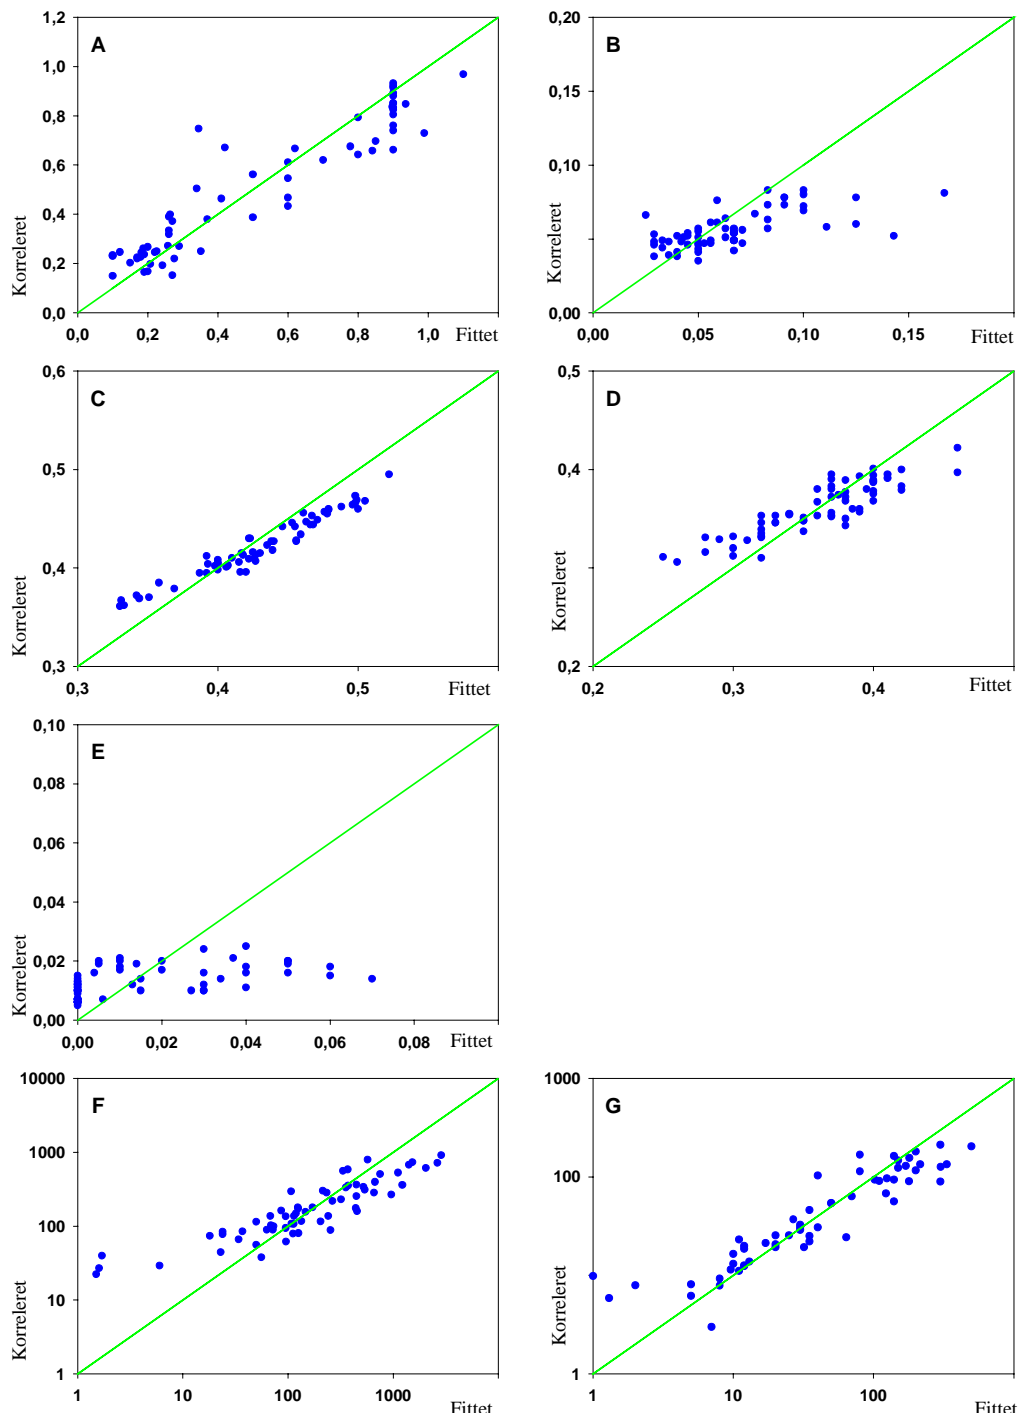 A
1,2
1,0
0,8
0,6
0,4
0,2
0,0
Korreleret
0,0 0,2 0,4 0,6 0,8 1,0 Fittet
B
0,20
0,10
0,00
Korreleret
0,00 0,05 0,10 0,15 Fittet
C
0,6
0,5
0,4
0,3
Korreleret
0,3 0,4 0,5 Fittet
D
0,5
0,4
0,2
Korreleret
0,2 0,3 0,4 Fittet
E
0,10
0,08
0,06
0,04
0,02
0,00
Korreleret
0,00 0,02 0,04 0,06 0,08 Fittet
F
10000
1000
100
10
1
Korreleret
1 10 100 1000 Fittet
G
1000
100
1
Korreleret
1 10 100 Fittet